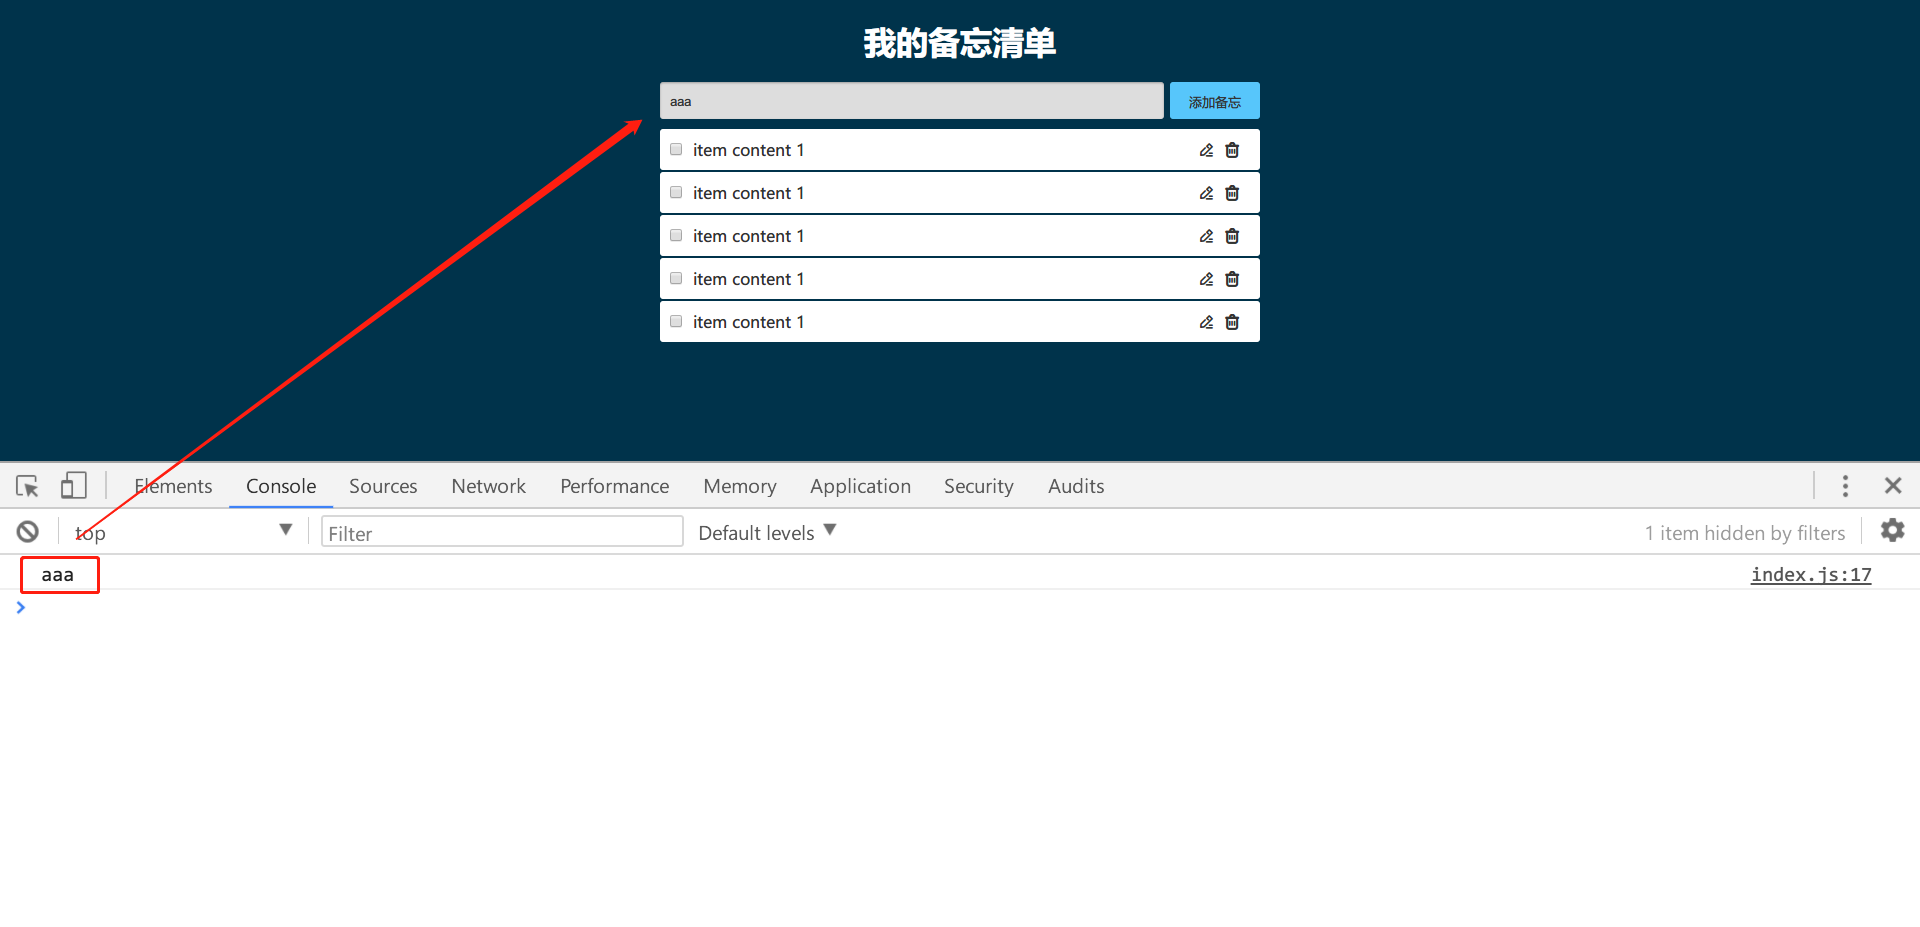 我的备忘清单
aaa 添加备忘
item content 1
item content 1
item content 1
item content 1
item content 1
Elements Console Sources Network Performance Memory Application Security Audits
top Filter Default levels 1 item hidden by filters
aaa index.js:17